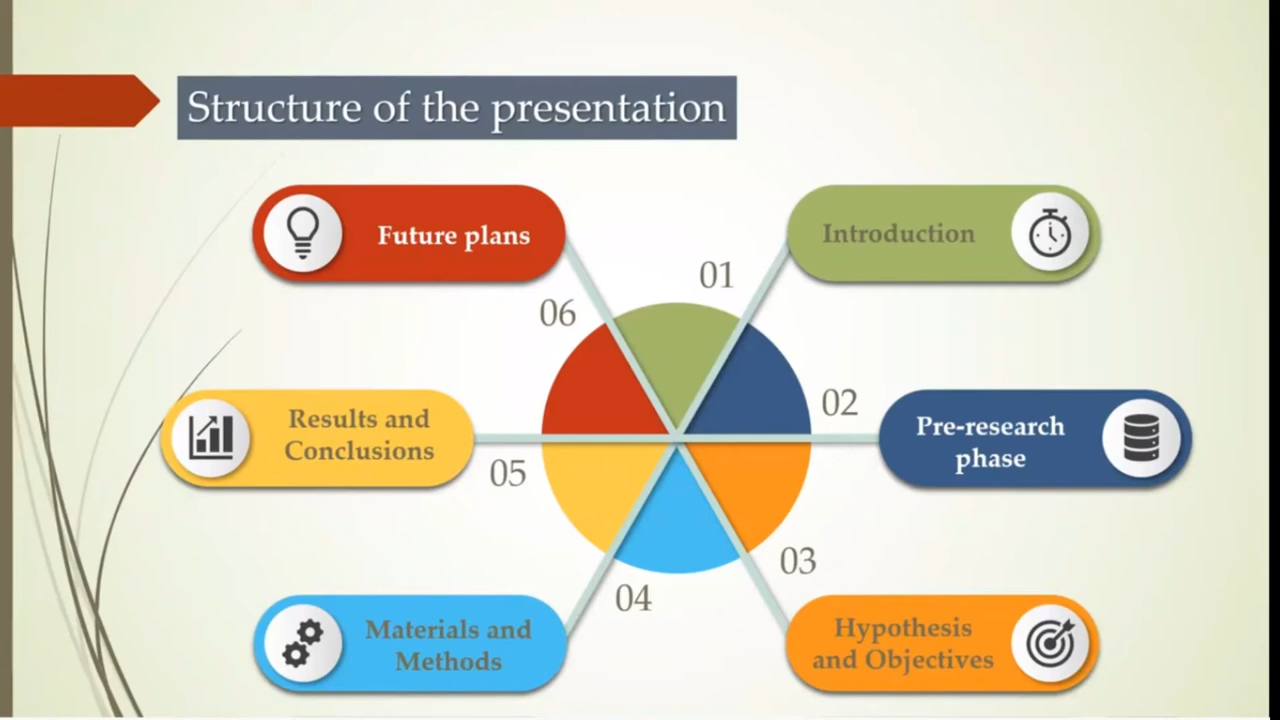 Structure of the presentation
Future plans
Introduction
01
06
02
Results and
Conclusions
Pre-research
phase
05
03
04
Materials and
Methods
Hypothesis
and Objectives